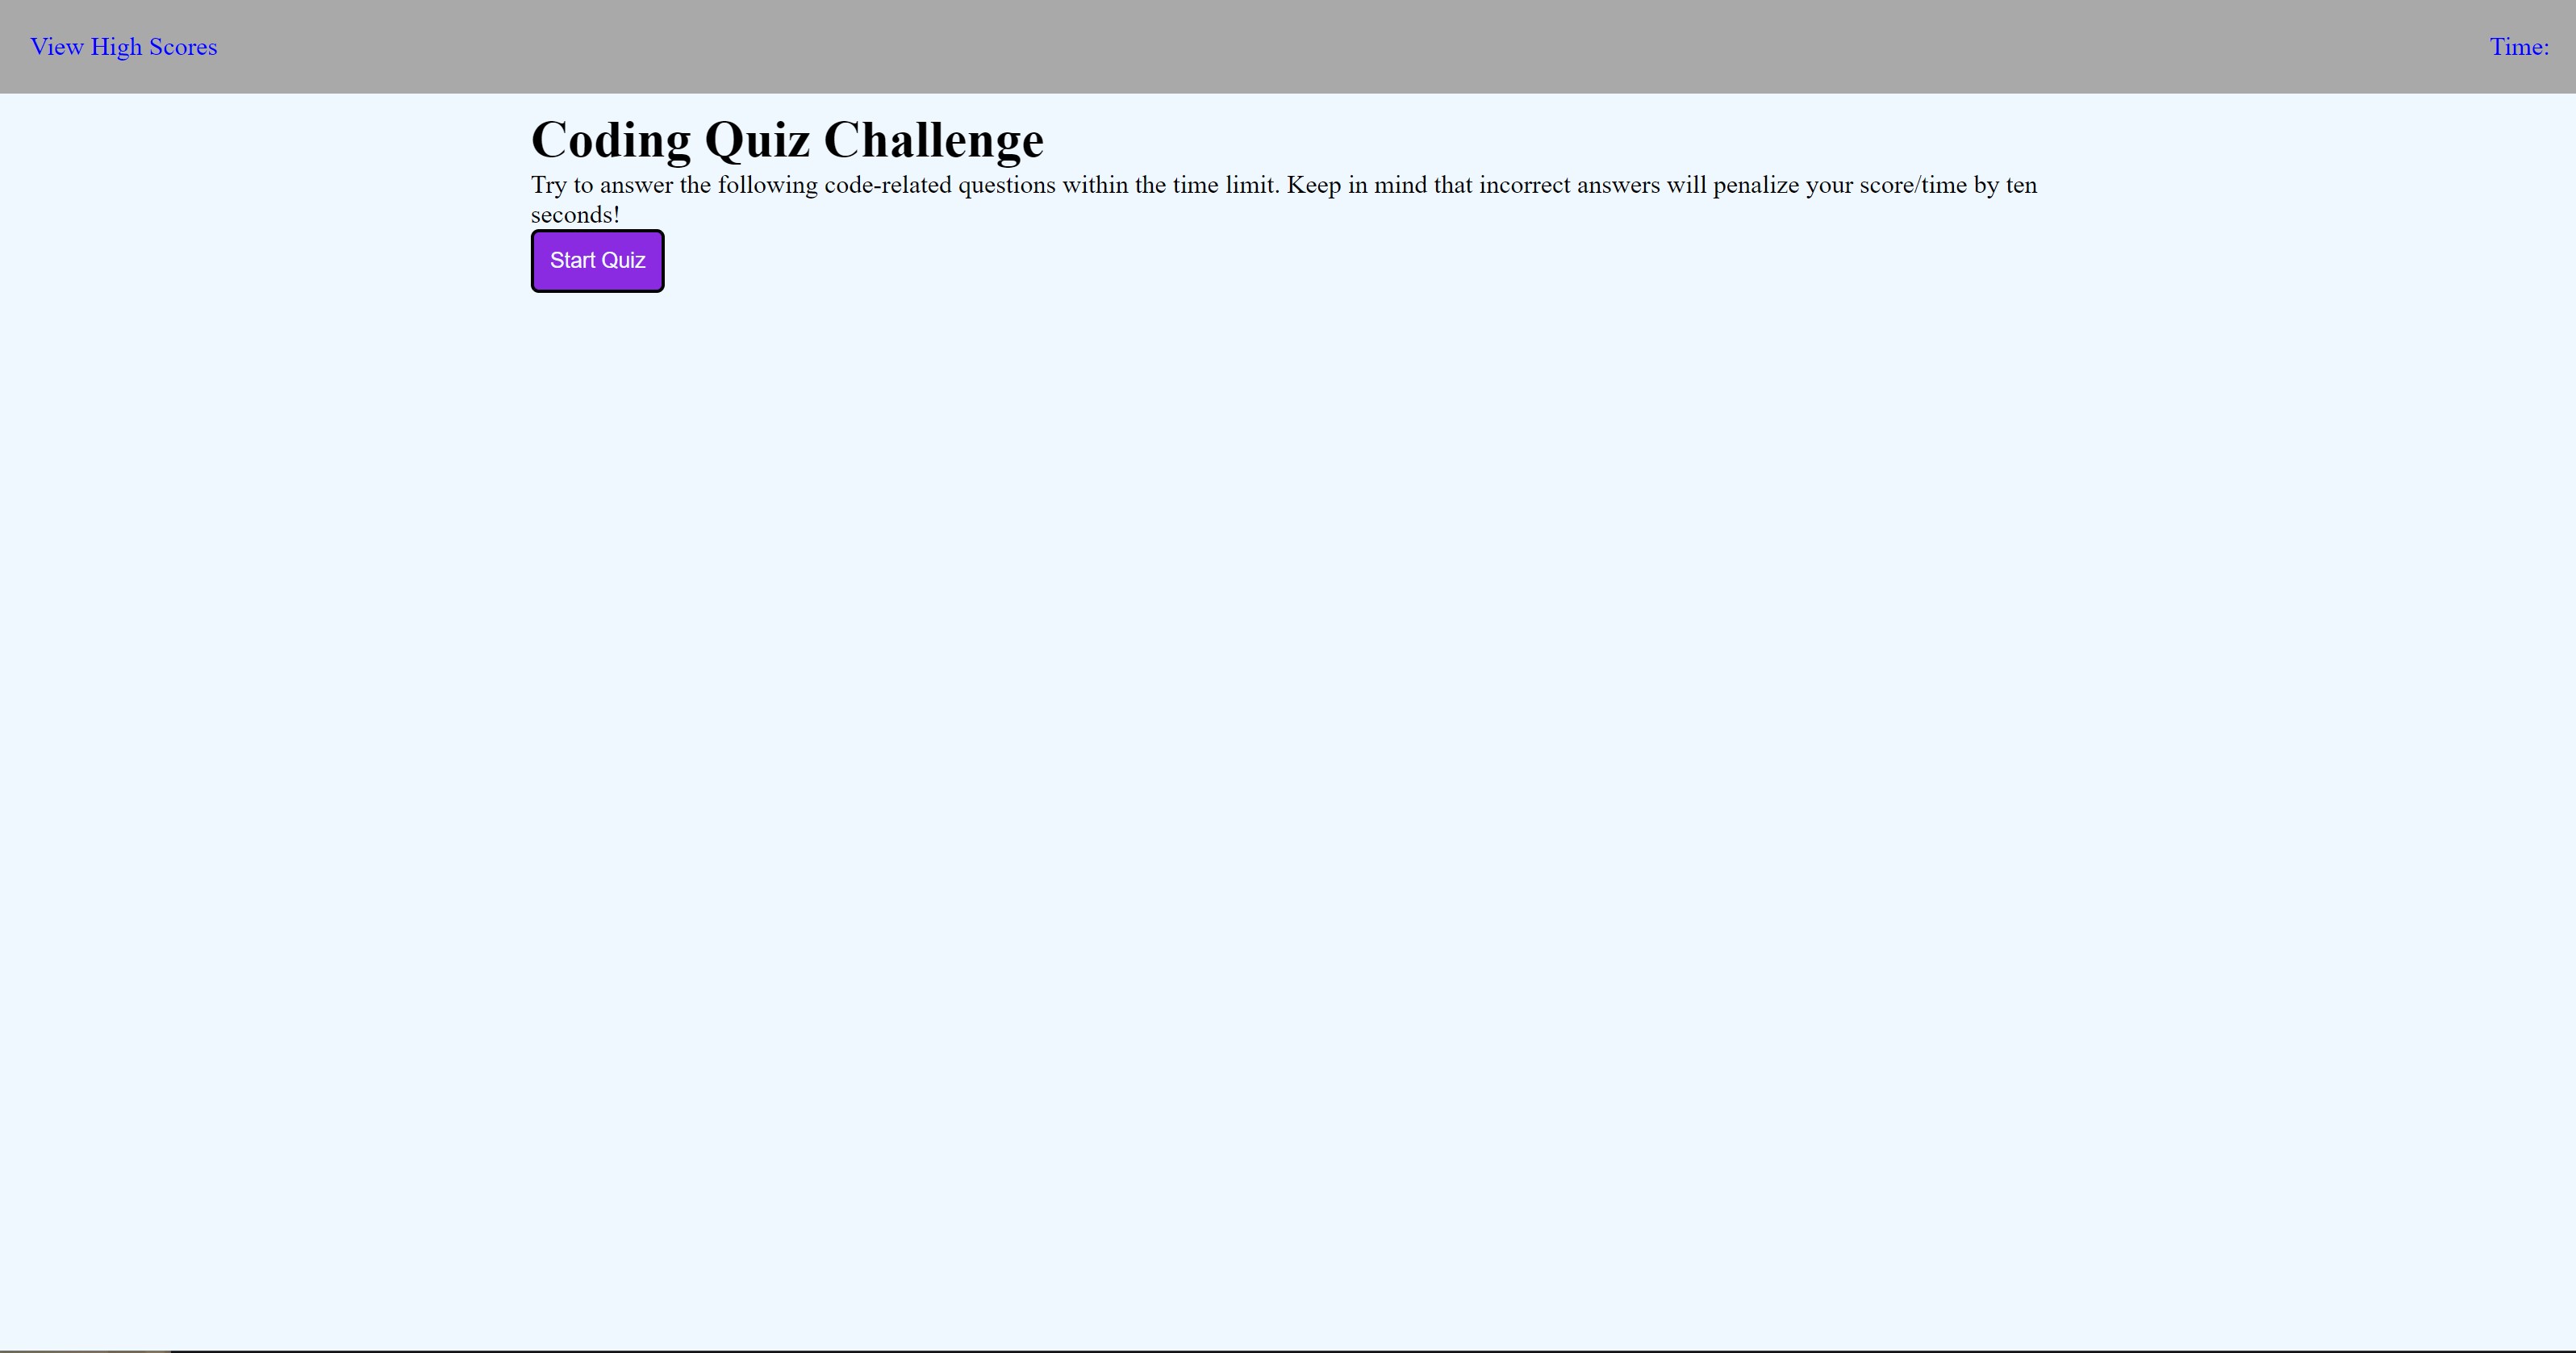 View High Scores
Time:
Coding Quiz Challenge
Try to answer the following code-related questions within the time limit. Keep in mind that incorrect answers will penalize your score/time by ten
seconds!
Start Quiz